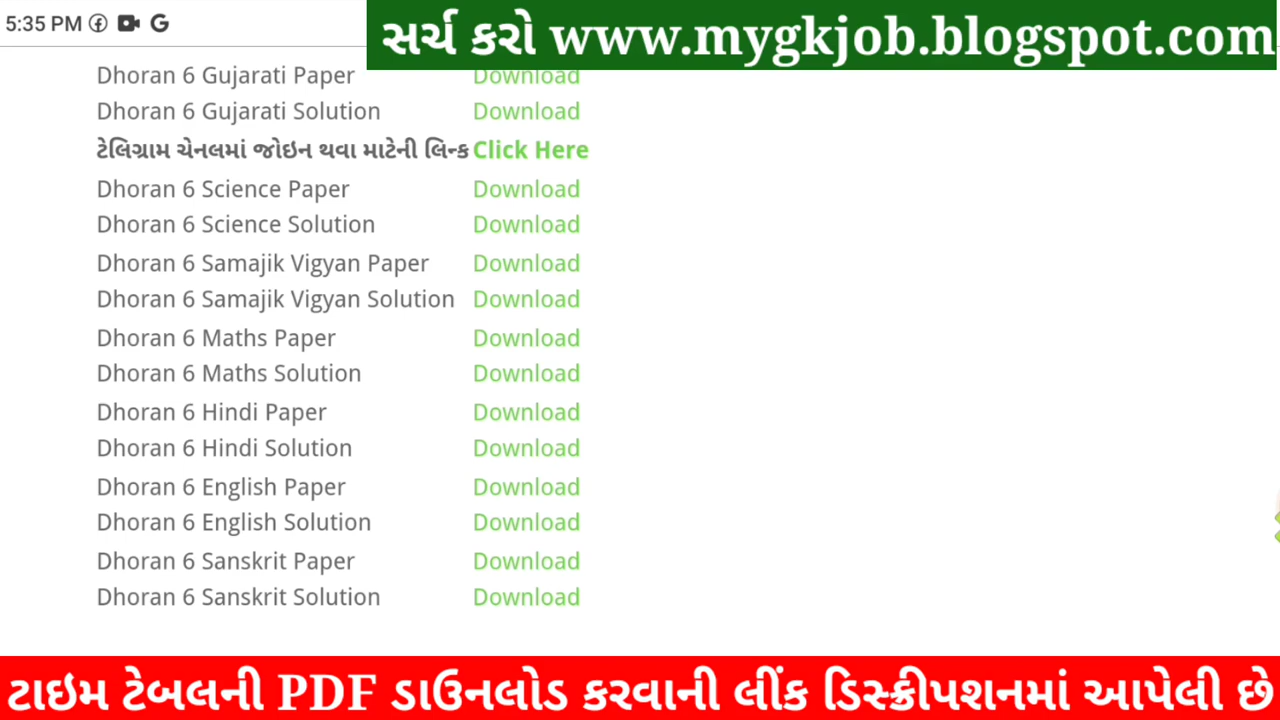 5:35 PM
સર્ચ કરો www.mygkjob.blogspot.com
Dhoran 6 Gujarati Paper Download
Dhoran 6 Gujarati Solution Download
ટેલિગ્રામ ચેનલમાં જોઇન થવા માટેની લિન્ક Click Here
Dhoran 6 Science Paper Download
Dhoran 6 Science Solution Download
Dhoran 6 Samajik Vigyan Paper Download
Dhoran 6 Samajik Vigyan Solution Download
Dhoran 6 Maths Paper Download
Dhoran 6 Maths Solution Download
Dhoran 6 Hindi Paper Download
Dhoran 6 Hindi Solution Download
Dhoran 6 English Paper Download
Dhoran 6 English Solution Download
Dhoran 6 Sanskrit Paper Download
Dhoran 6 Sanskrit Solution Download
ટાઇમ ટેબલની PDF ડાઉનલોડ કરવાની લીંક ડિસ્ક્રીપશનમાં આપેલી છે